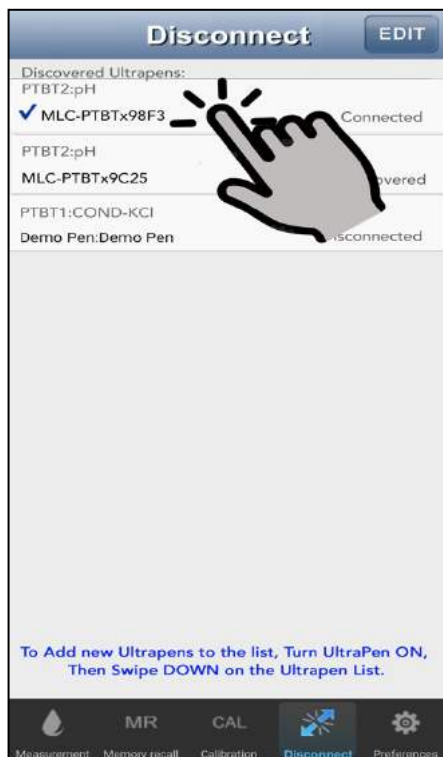 Disconnect
EDIT
Discovered Ultrapens:
PTBT2:pH
✓ MLC-PTBTx98F3
Connected
PTBT2:pH
MLC-PTBTx9C25
PTBT1:COND-KCl
Demo Pen:Demo Pen
To Add new Ultrapens to the list, Turn UltraPen ON,
Then Swipe DOWN on the Ultrapen List.
MR
CAL
Measurement Memory recall Calibration Disconnect Preferences